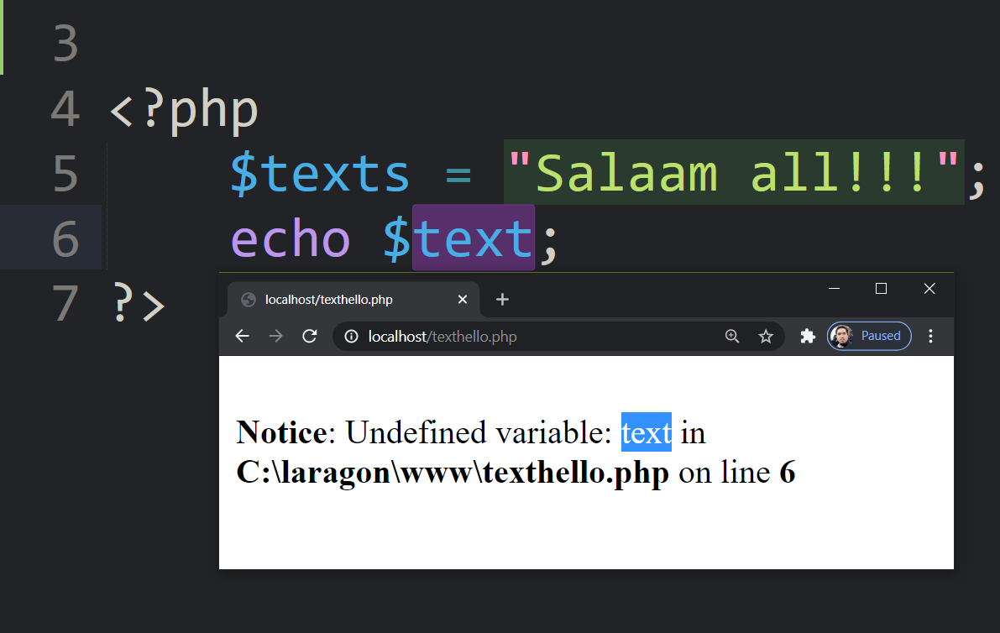 3
4 <?php
5 $texts = "Salaam all!!!";
6 echo $text;
7 ?>
localhost/texthello.php
localhost/texthello.php
Paused
Notice: Undefined variable: text in
C:\laragon\www\texthello.php on line 6